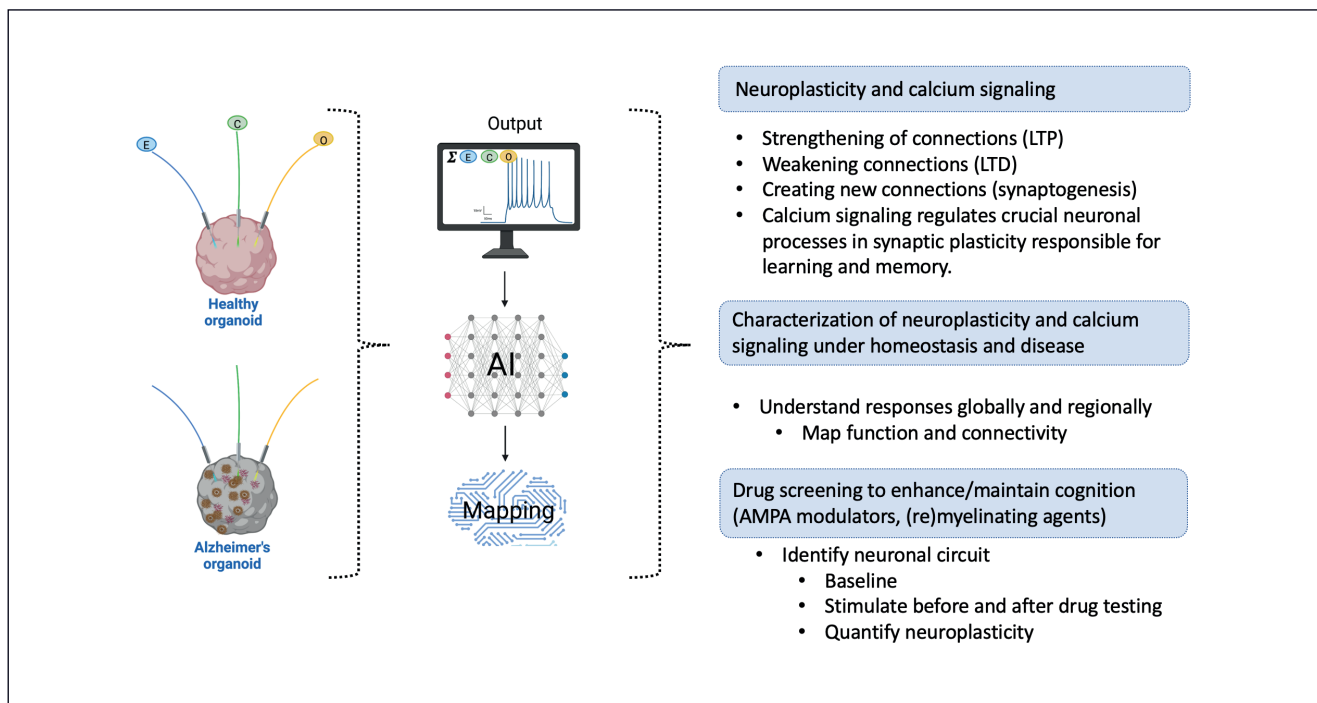 E
C
O
Healthy
organoid
Alzheimer's
organoid
Output
Σ E C O
AI
Mapping
Neuroplasticity and calcium signaling
• Strengthening of connections (LTP)
• Weakening connections (LTD)
• Creating new connections (synaptogenesis)
• Calcium signaling regulates crucial neuronal
processes in synaptic plasticity responsible for
learning and memory.
Characterization of neuroplasticity and calcium
signaling under homeostasis and disease
• Understand responses globally and regionally
• Map function and connectivity
Drug screening to enhance/maintain cognition
(AMPA modulators, (re)myelinating agents)
• Identify neuronal circuit
• Baseline
• Stimulate before and after drug testing
• Quantify neuroplasticity